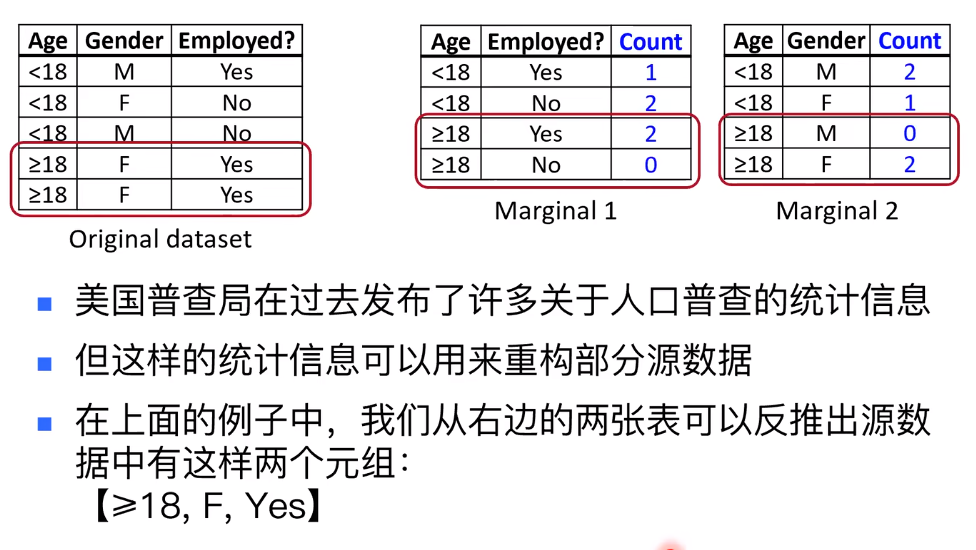 Age Gender Employed?
<18 M Yes
<18 F No
<18 M No
≥18 F Yes
≥18 F Yes
Original dataset
Age Employed? Count
<18 Yes 1
<18 No 2
≥18 Yes 2
≥18 No 0
Marginal 1
Age Gender Count
<18 M 2
<18 F 1
≥18 M 0
≥18 F 2
Marginal 2
美国普查局在过去发布了许多关于人口普查的统计信息
但这样的统计信息可以用来重构部分源数据
在上面的例子中，我们从右边的两张表可以反推出源数
据中有这样两个元组：
【≥18, F, Yes】